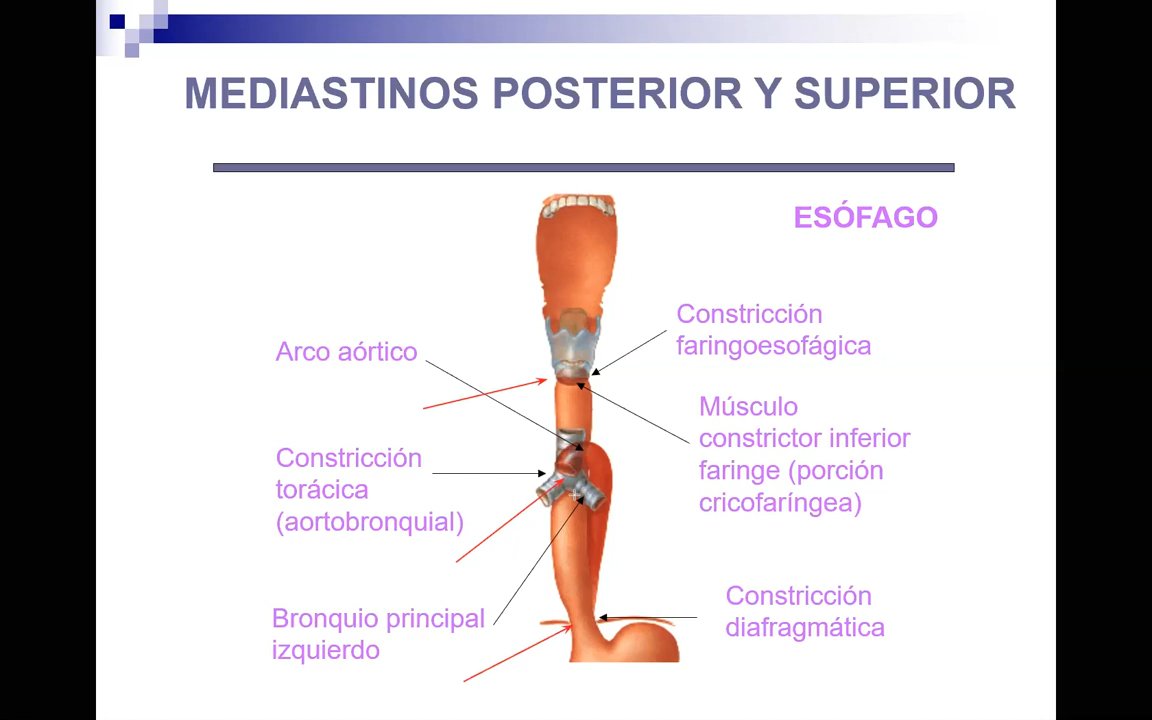 MEDIASTINOS POSTERIOR Y SUPERIOR
ESÓFAGO
Constricción
faringoesofágica
Arco aórtico
Músculo
constrictor inferior
faringe (porción
cricofaríngea)
Constricción
torácica
(aortobronquial)
Constricción
diafragmática
Bronquio principal
izquierdo